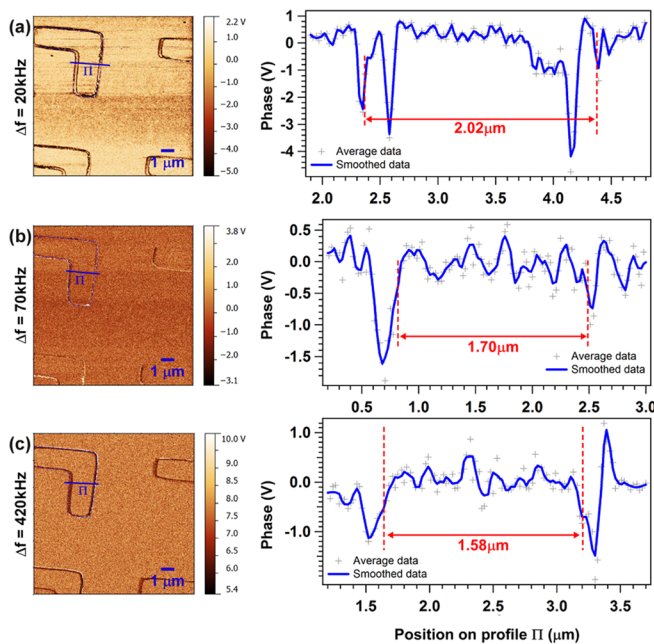 (a)
Δf = 20kHz
Π
1 μm
2.2 V
1.0
0.0
-1.0
-2.0
-3.0
-4.0
-5.0
Phase (V)
1
0
-1
-2
-3
-4
2.02μm
Average data
Smoothed data
2.0
2.5
3.0
3.5
4.0
4.5
(b)
Δf = 70kHz
Π
1 μm
3.8 V
3.0
2.0
1.0
0.0
-1.0
-2.0
-3.1
Phase (V)
0.5
0.0
-0.5
-1.0
-1.5
1.70μm
Average data
Smoothed data
0.5
1.0
1.5
2.0
2.5
3.0
(c)
Δf = 420kHz
Π
1 μm
10.0 V
9.5
9.0
8.5
8.0
7.5
7.0
6.5
6.0
5.4
Phase (V)
1.0
0.0
-1.0
1.58μm
Average data
Smoothed data
1.5
2.0
2.5
3.0
3.5
Position on profile Π (μm)